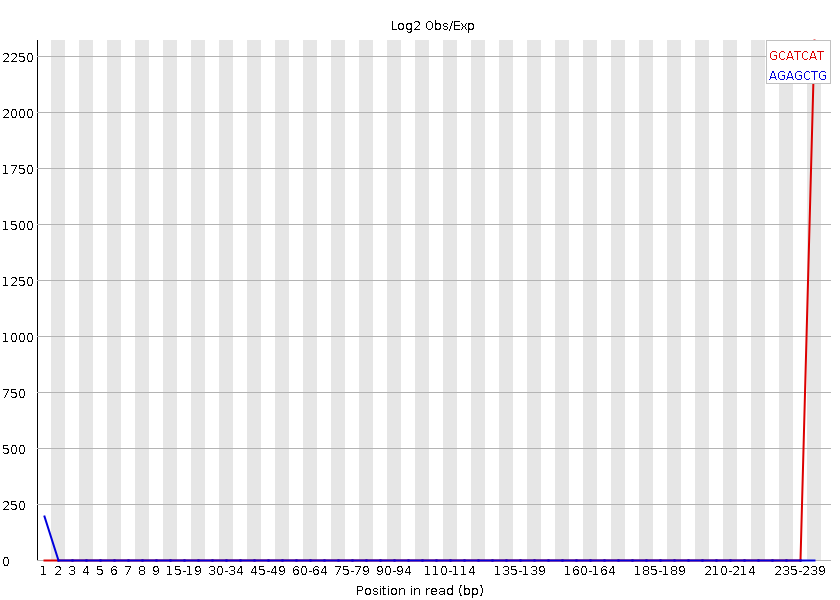 Log2 Obs/Exp
GCATCAT
AGAGCTG
2250
2000
1750
1500
1250
1000
750
500
250
0
1 2 3 4 5 6 7 8 9 15-19 30-34 45-49 60-64 75-79 90-94 110-114 135-139 160-164 185-189 210-214 235-239
Position in read (bp)